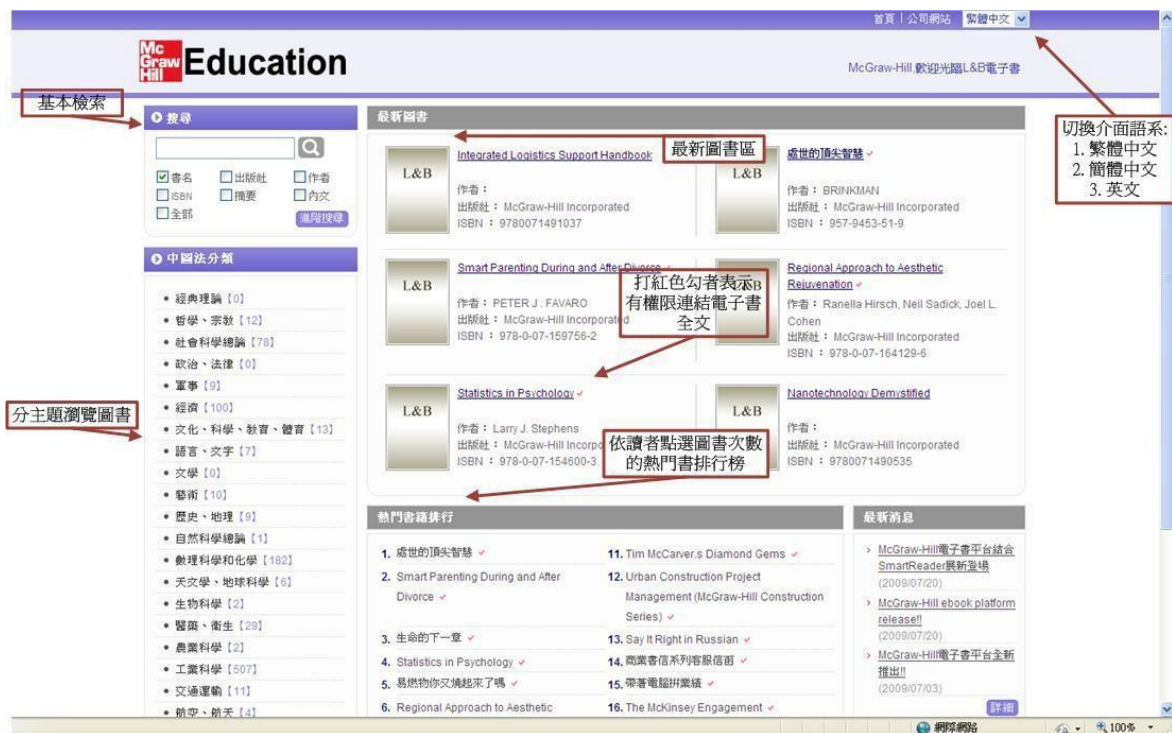 首頁 | 公司網站 繁體中文
Mc Graw Hill Education
McGraw-Hill,歡迎光臨L&B電子書
基本檢索
切換介面語系:
1. 繁體中文
2. 簡體中文
3. 英文
搜尋
書名 出版社 作者
ISBN 摘要 內文
全部 進階搜尋
中圖法分類
經典理論【0】
哲學、宗教【12】
社會科學總論【78】
政治、法律【0】
軍事【9】
經濟【100】
分主題瀏覽圖書
文化、科學、教育、體育【13】
語言、文字【7】
文學【0】
藝術【10】
歷史、地理【9】
自然科學總論【1】
數理科學和化學【182】
天文學、地球科學【6】
生物科學【2】
醫藥、衛生【29】
農業科學【2】
工業科學【507】
交通運輸【11】
航空、航天【4】
最新圖書
最新圖書區
L&B
Integrated Logistics Support Handbook
作者：
出版社： McGraw-Hill Incorporated
ISBN： 9780071491037
L&B
處世的頂尖智慧
作者： BRINKMAN
出版社： McGraw-Hill Incorporated
ISBN： 957-9453-51-9
L&B
Smart Parenting During and After Divorce
作者： PETER J. FAVARO
出版社： McGraw-Hill Incorporated
ISBN： 978-0-07-159756-2
打紅色勾者表示
有權限連結電子書
全文
L&B
Regional Approach to Aesthetic
Rejuvenation
作者： Ranella Hirsch, Neil Sadick, Joel L.
Cohen
出版社： McGraw-Hill Incorporated
ISBN： 978-0-07-164129-6
L&B
Statistics in Psychology
作者： Larry J. Stephens
出版社： McGraw-Hill Incorpo
ISBN： 978-0-07-154600-3
依讀者點選圖書次數
的熱門書排行榜
L&B
Nanotechnology Demystified
作者：
出版社： McGraw-Hill Incorporated
ISBN： 9780071490535
熱門書籍排行
1. 處世的頂尖智慧
2. Smart Parenting During and After
Divorce
3. 生命的下一章
4. Statistics in Psychology
5. 易燃物你又燒起來了嗎
6. Regional Approach to Aesthetic
11. Tim McCarver.s Diamond Gems
12. Urban Construction Project
Management (McGraw-Hill Construction
Series)
13. Say It Right in Russian
14. 商業書信系列客服信函
15. 帶著電腦拼業績
16. The McKinsey Engagement
最新消息
McGraw-Hill電子書平台結合
SmartReader展新登場
(2009/07/20)
McGraw-Hill ebook platform
release!!
(2009/07/20)
McGraw-Hill電子書平台全新
推出!!
(2009/07/03)
詳細
網際網路 100%